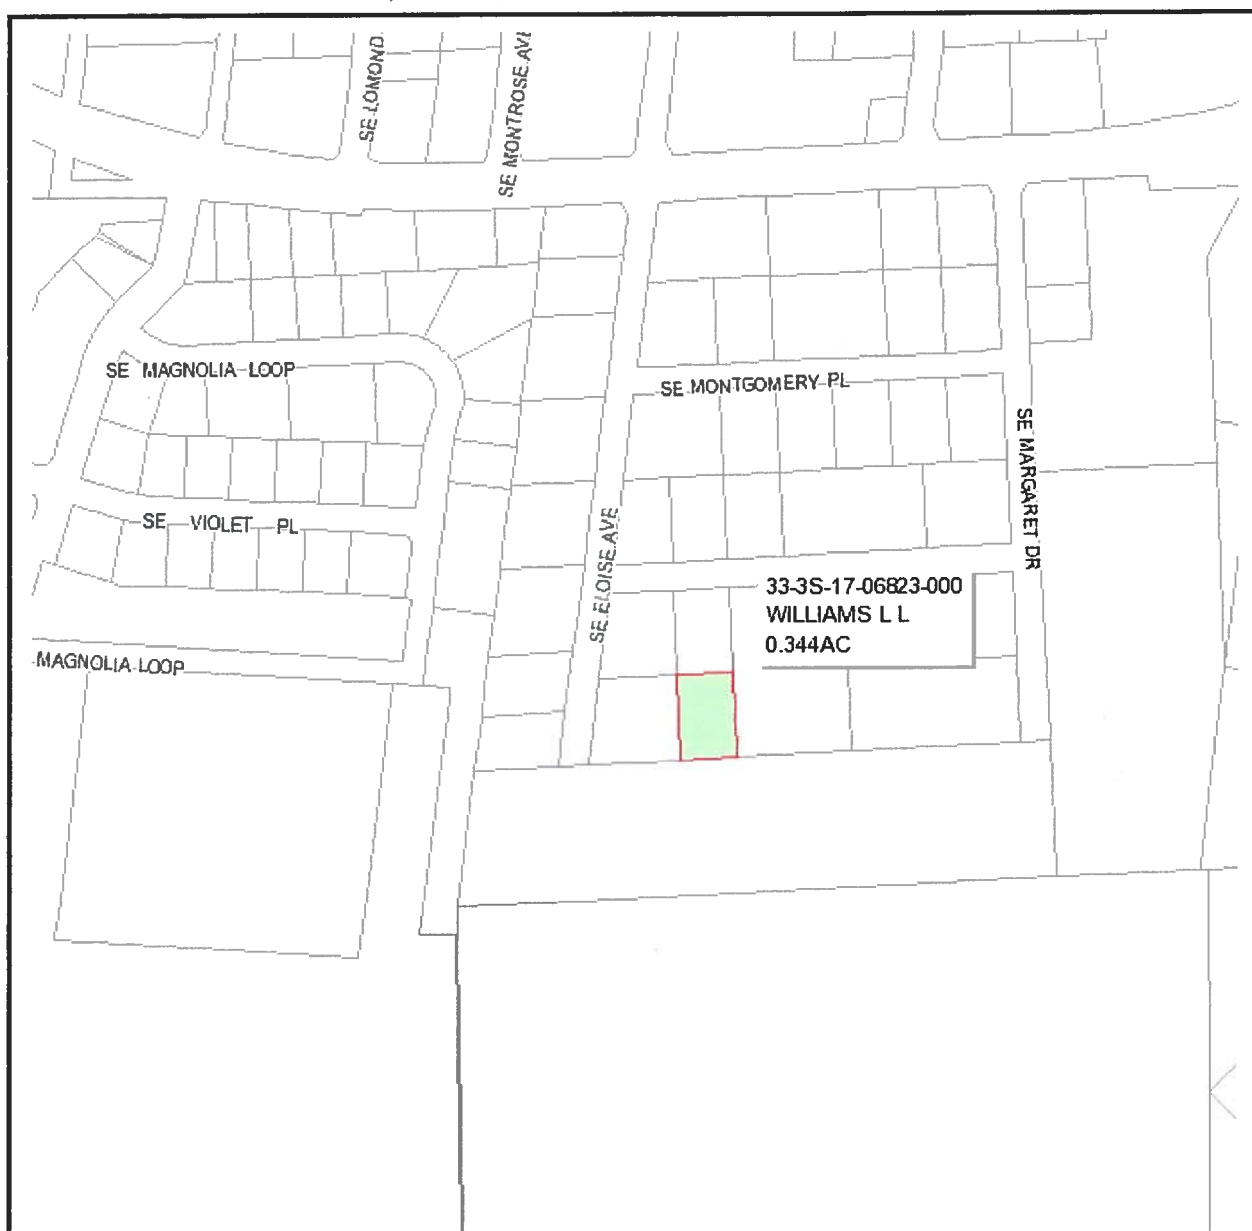 SE LOMOND
SE MONTROSE AVE
SE MAGNOLIA LOOP
SE MONTGOMERY PL
SE MARGARET DR
SE VIOLET PL
SE ELOISE AVE
33-3S-17-06823-000
WILLIAMS L L
0.344AC
MAGNOLIA LOOP